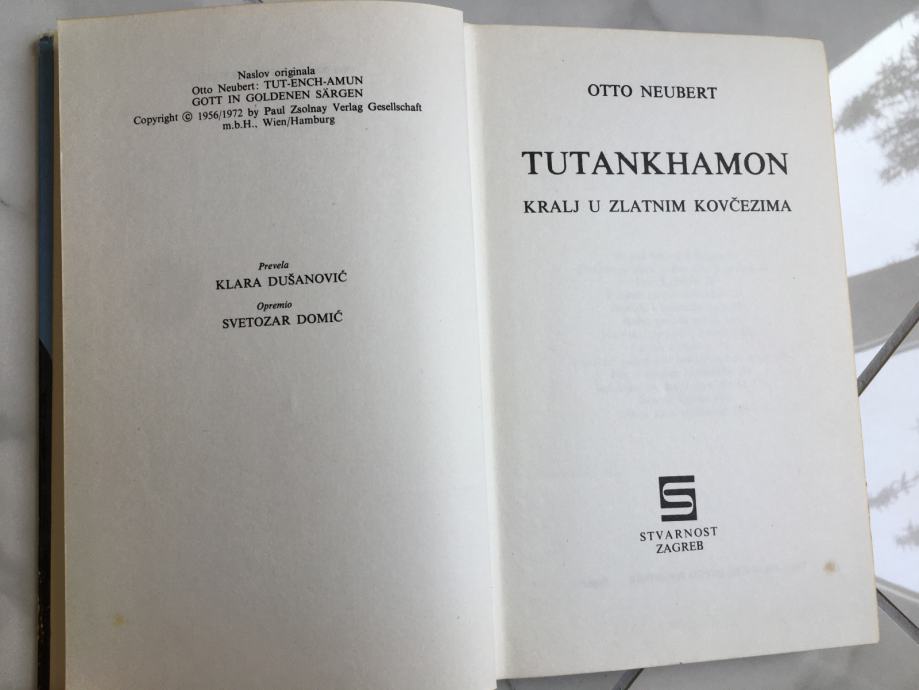 Naslov originala
Otto Neubert: TUT-ENCH-AMUN
GOTT IN GOLDENEN SÄRGEN
Copyright © 1956/1972 by Paul Zsolnay Verlag Gesellschaft
m.b.H., Wien/Hamburg
Prevela
KLARA DUŠANOVIĆ
Opremio
SVETOZAR DOMIĆ
OTTO NEUBERT
TUTANKHAMON
KRALJ U ZLATNIM KOVČEZIMA
STVARNOST
ZAGREB